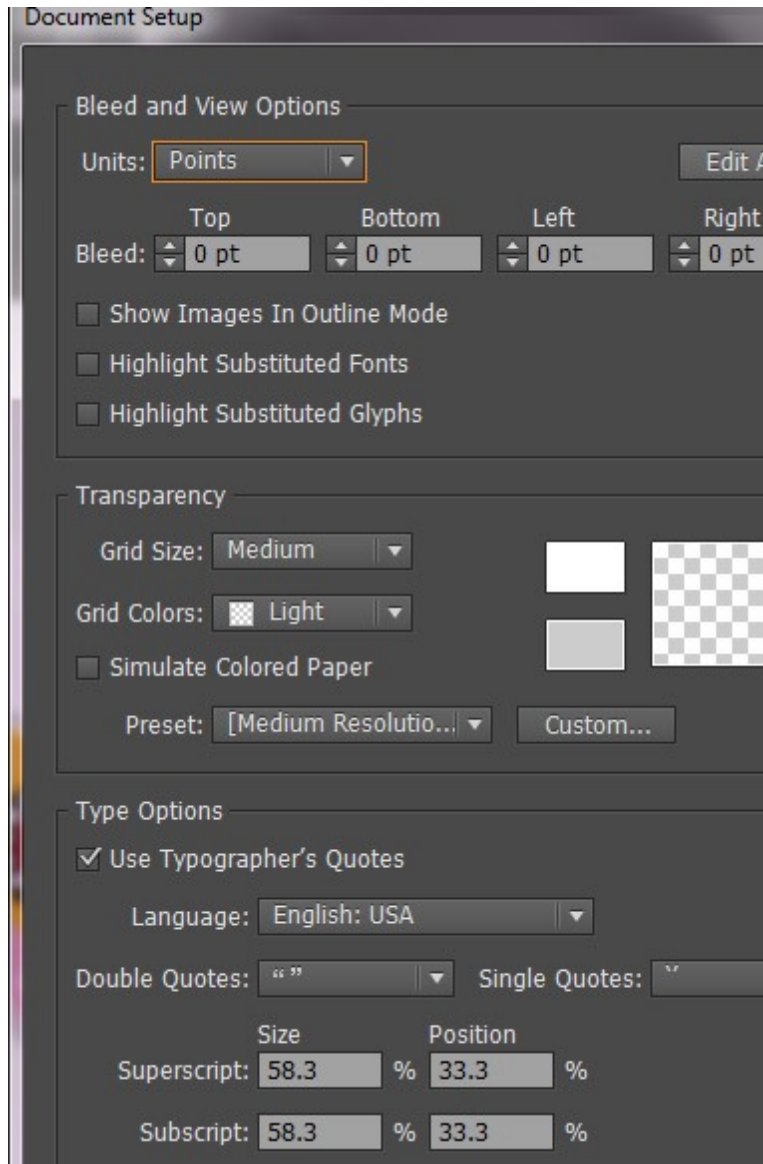 Document Setup
Bleed and View Options
Units: Points Edit A
Top Bottom Left Right
Bleed: 0 pt 0 pt 0 pt 0 pt
Show Images In Outline Mode
Highlight Substituted Fonts
Highlight Substituted Glyphs
Transparency
Grid Size: Medium
Grid Colors: Light
Simulate Colored Paper
Preset: [Medium Resolutio... Custom...
Type Options
Use Typographer’s Quotes
Language: English: USA
Double Quotes: “ ” Single Quotes: ‘’
Size Position
Superscript: 58.3 % 33.3 %
Subscript: 58.3 % 33.3 %